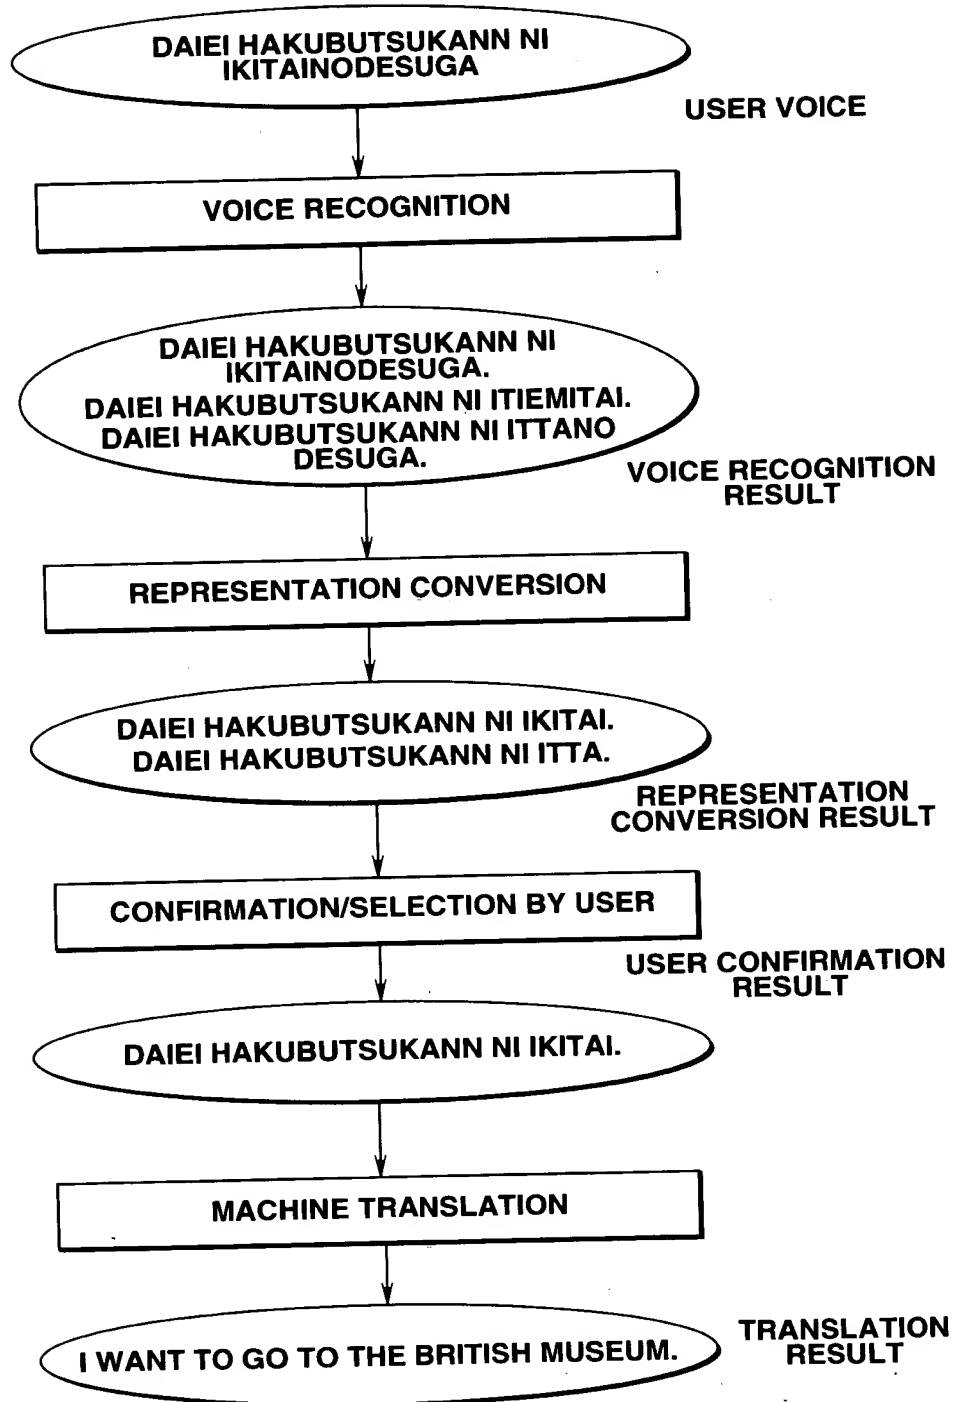 DAIEI HAKUBUTSUKANN NI
IKITAINODESUGA
USER VOICE
VOICE RECOGNITION
DAIEI HAKUBUTSUKANN NI
IKITAINODESUGA.
DAIEI HAKUBUTSUKANN NI ITIEMITAI.
DAIEI HAKUBUTSUKANN NI ITTANO
DESUGA.
VOICE RECOGNITION
RESULT
REPRESENTATION CONVERSION
DAIEI HAKUBUTSUKANN NI IKITAI.
DAIEI HAKUBUTSUKANN NI ITTA.
REPRESENTATION
CONVERSION RESULT
CONFIRMATION/SELECTION BY USER
USER CONFIRMATION
RESULT
DAIEI HAKUBUTSUKANN NI IKITAI.
MACHINE TRANSLATION
I WANT TO GO TO THE BRITISH MUSEUM.
TRANSLATION
RESULT